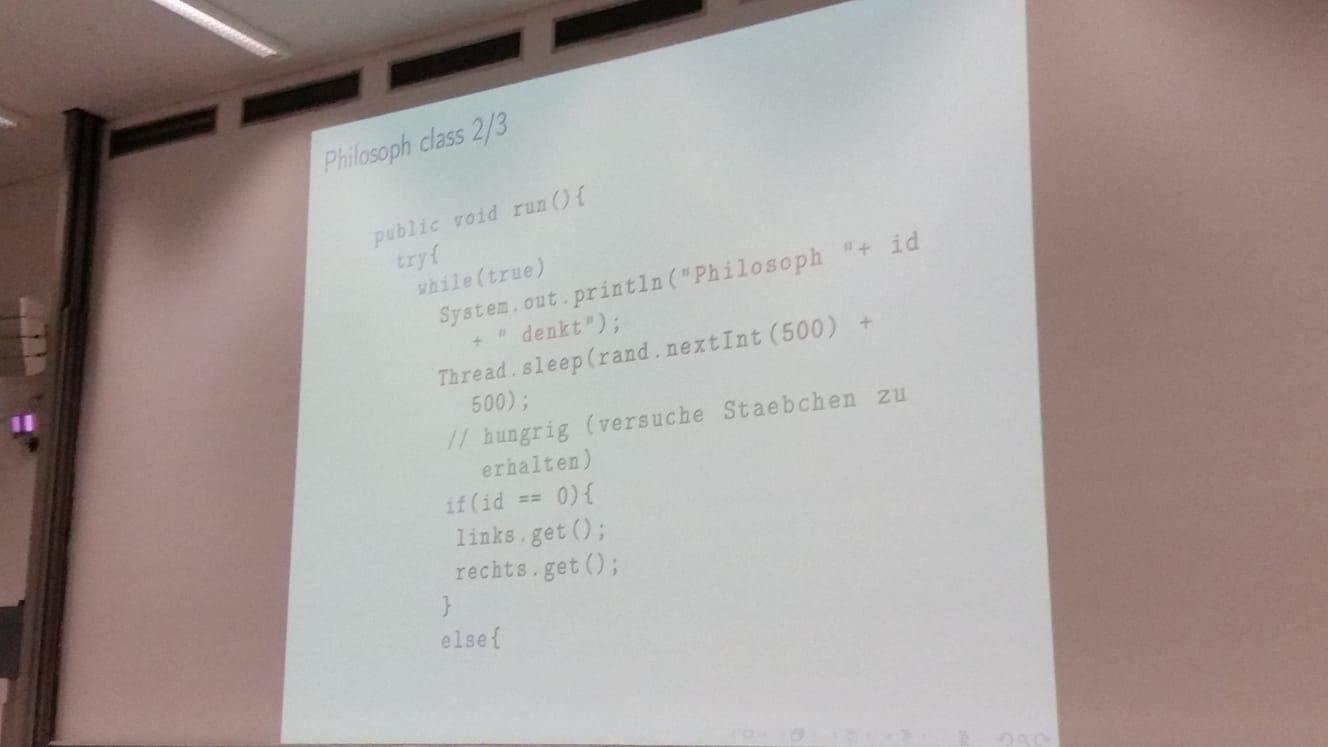 Philosoph class 2/3
public void run(){
try{
while(true)
System.out.println("Philosoph "+ id
+ " denkt");
Thread.sleep(rand.nextInt(500) +
500);
// hungrig (versuche Staebchen zu
erhalten)
if(id == 0){
links.get();
rechts.get();
}
else{